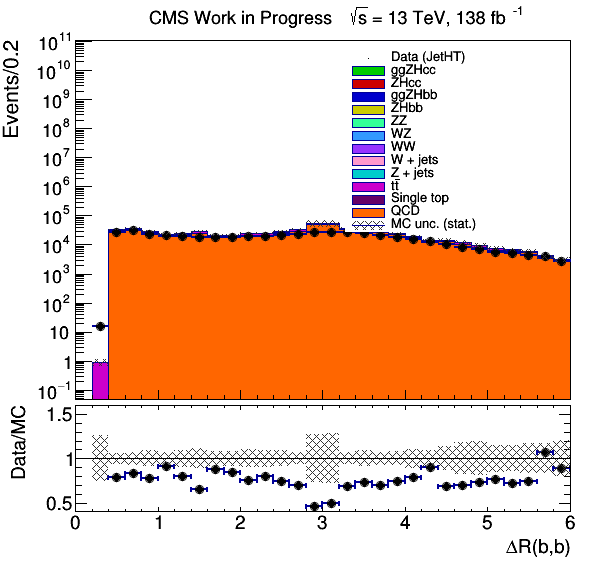 CMS Work in Progress √s = 13 TeV, 138 fb⁻¹
Events/0.2
10¹¹
10¹⁰
10⁹
10⁸
10⁷
10⁶
10⁵
10⁴
10³
10²
10
1
10⁻¹
Data (JetHT)
ggZHcc
ZHcc
ggZHbb
ZHbb
ZZ
WZ
WW
W + jets
Z + jets
tt̄
Single top
QCD
MC unc. (stat.)
Data/MC
1.5
1
0.5
0 1 2 3 4 5 6
ΔR(b,b)